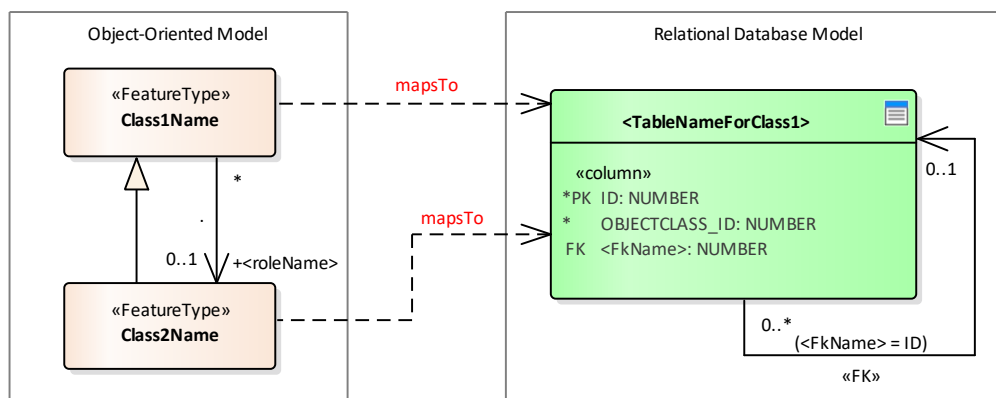 Object-Oriented Model
«FeatureType»
Class1Name
*
.
0..1
+<roleName>
«FeatureType»
Class2Name
mapsTo
mapsTo
Relational Database Model
<TableNameForClass1>
«column»
*PK ID: NUMBER
* OBJECTCLASS_ID: NUMBER
FK <FkName>: NUMBER
0..1
0..*
(<FkName> = ID)
«FK»